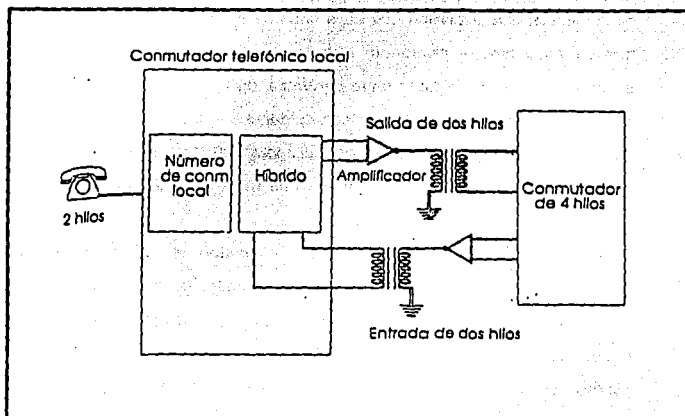 Conmutador telefónico local
Salida de dos hilos
Número
de conm
local
Híbrido
Amplificador
Conmutador
de 4 hilos
2 hilos
Entrada de dos hilos